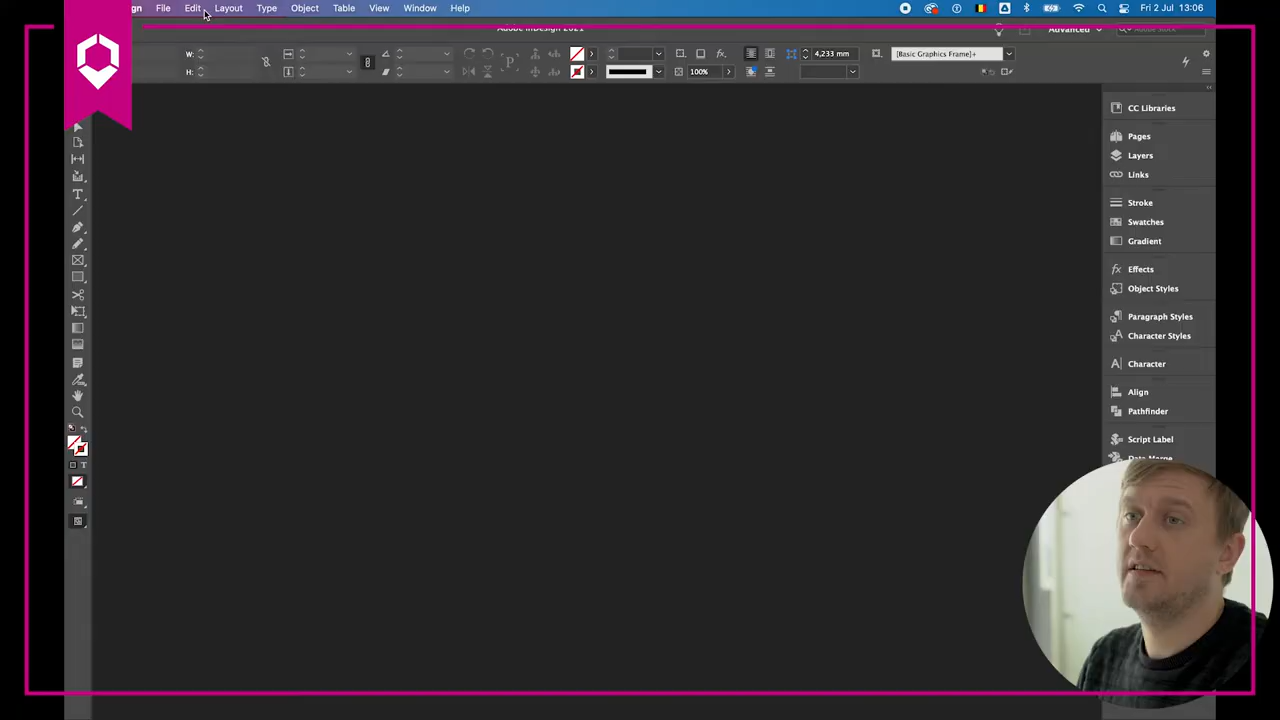 File Edit Layout Type Object Table View Window Help Fri 2 Jul 13:06
Advanced
W: 4,233 mm [Basic Graphics Frame]+
H: 100%
CC Libraries
Pages
Layers
Links
Stroke
Swatches
Gradient
Effects
Object Styles
Paragraph Styles
Character Styles
Character
Align
Pathfinder
Script Label
Data Merge